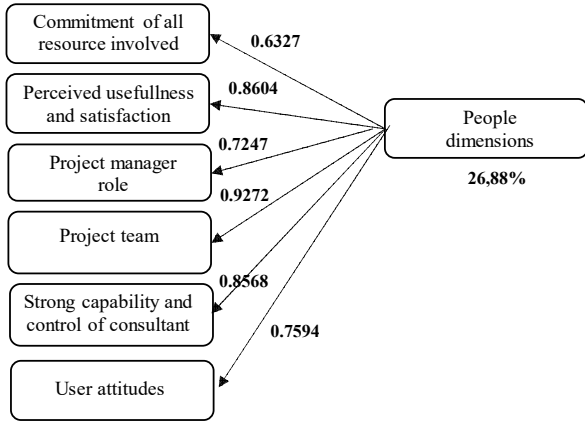 Commitment of all
resource involved
0.6327
Perceived usefullness
and satisfaction
0.8604
People
dimensions
26,88%
0.7247
Project manager
role
0.9272
Project team
0.8568
Strong capability and
control of consultant
0.7594
User attitudes